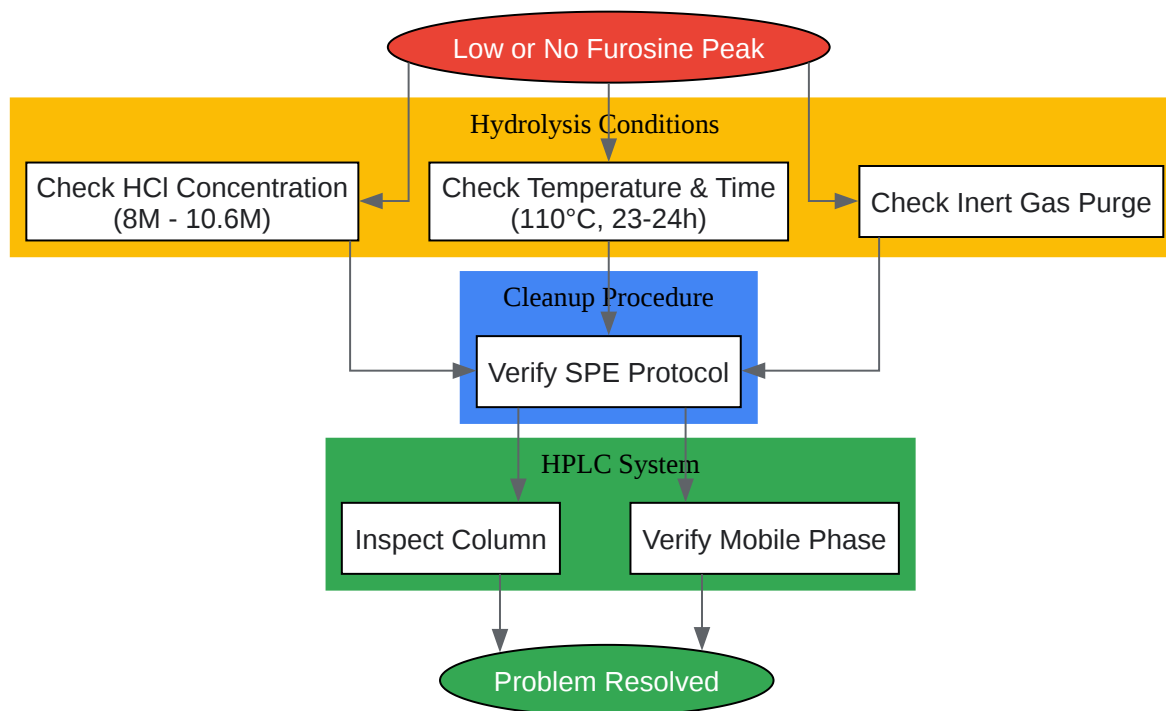 Low or No Furosine Peak
Hydrolysis Conditions
Check HCl Concentration
(8M - 10.6M)
Check Temperature & Time
(110°C, 23-24h)
Check Inert Gas Purge
Cleanup Procedure
Verify SPE Protocol
HPLC System
Inspect Column
Verify Mobile Phase
Problem Resolved